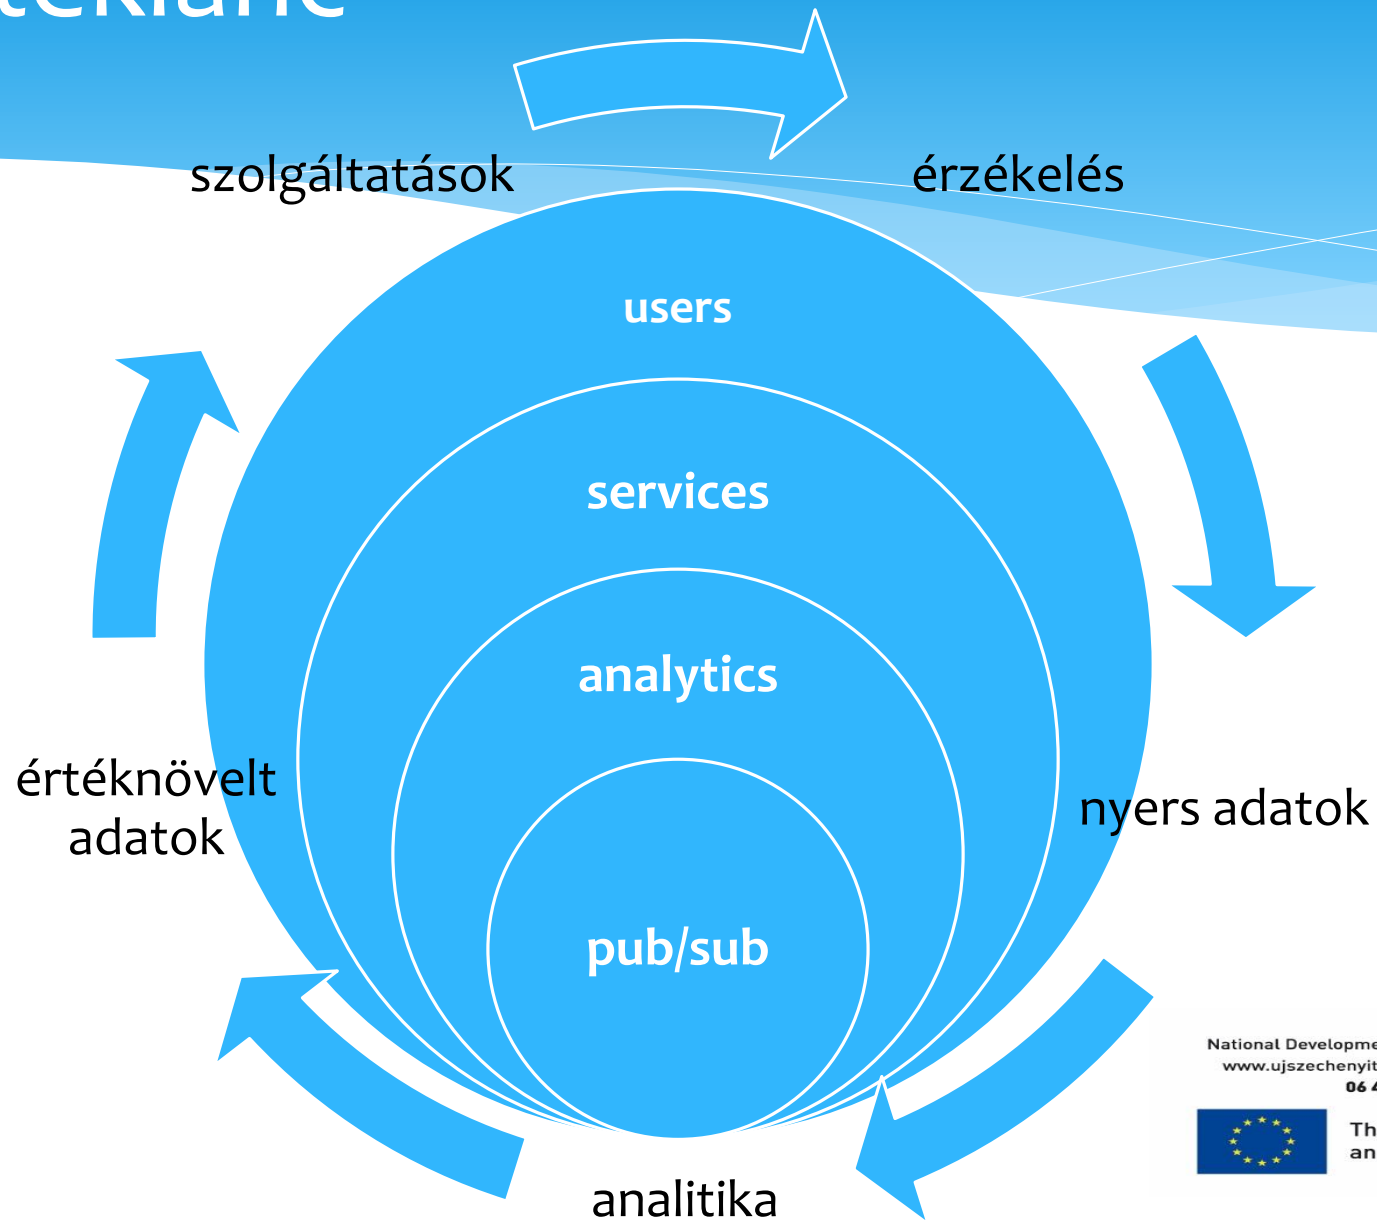 szolgáltatások
érzékelés
users
services
analytics
értéknövelt
adatok
nyers adatok
pub/sub
analitika
National Developme
www.ujszechenyit
06 4
Th
an